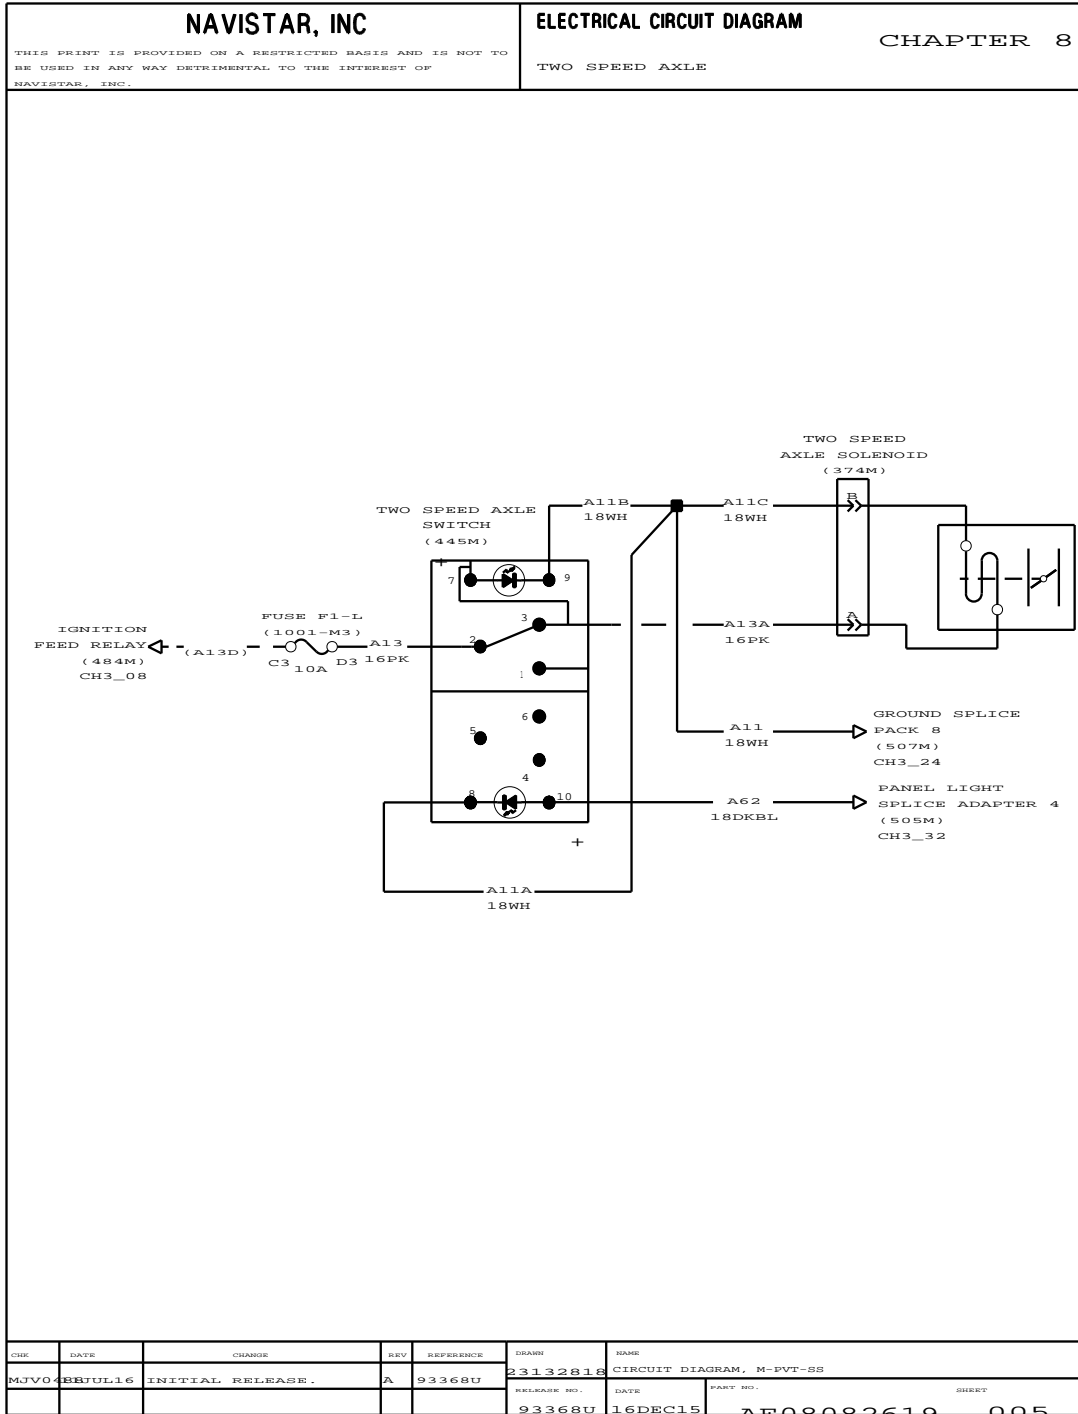 NAVISTAR, INC
THIS PRINT IS PROVIDED ON A RESTRICTED BASIS AND IS NOT TO
BE USED IN ANY WAY DETRIMENTAL TO THE INTEREST OF
NAVISTAR, INC.
ELECTRICAL CIRCUIT DIAGRAM
CHAPTER 8
TWO SPEED AXLE
TWO SPEED
AXLE SOLENOID
(374M)
B
A11B
18WH
A11C
18WH
TWO SPEED AXLE
SWITCH
(445M)
+
7
9
3
2
1
A
A13A
16PK
FUSE F1-L
(1001-M3)
C3
10A
D3
A13
16PK
IGNITION
FEED RELAY
(484M)
CH3_08
(A13D)
6
5
4
8
10
+
A11
18WH
GROUND SPLICE
PACK 8
(507M)
CH3_24
A62
18DKBL
PANEL LIGHT
SPLICE ADAPTER 4
(505M)
CH3_32
A11A
18WH
CHK DATE CHANGE REV REFERENCE
INITIAL RELEASE. A 93368U
DRAWN
23132818
NAME
CIRCUIT DIAGRAM, M-PVT-SS
RELEASE NO.
93368U
DATE
16DEC15
PART NO.
SHEET
AF08082619 005